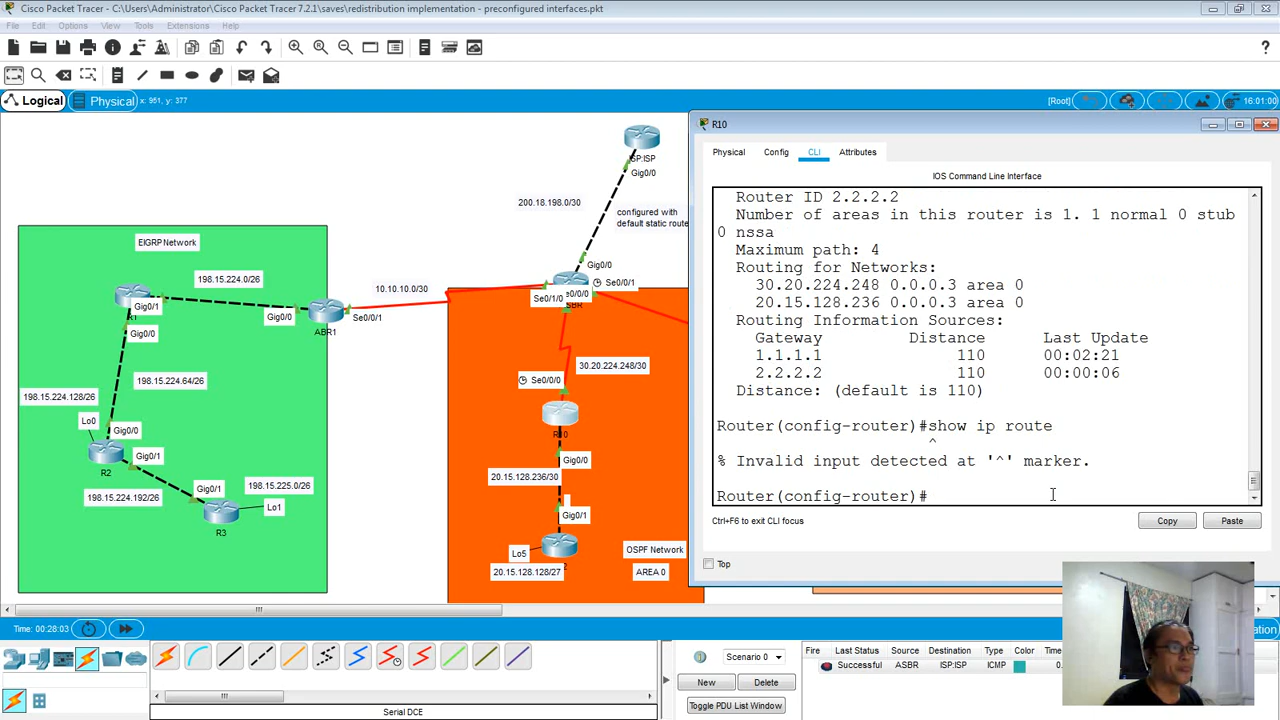 Cisco Packet Tracer - C:\Users\Administrator\Cisco Packet Tracer 7.2.1\saves\redistribution implementation - preconfigured interfaces.pkt
File Edit Options View Tools Extensions Help
Logical
Physical
x: 951, y: 377
[Root]
16:01:00
ISP:ISP
Gig0/0
200.18.198.0/30
configured with
default static route
Gig0/0
Se0/0/1
Se0/1/0
EIGRP Network
198.15.224.0/26
10.10.10.0/30
Gig0/1
Gig0/0
Se0/0/1
ABR1
Gig0/0
30.20.224.248/30
198.15.224.64/26
Se0/0/0
198.15.224.128/26
Lo0
Gig0/0
Gig0/1
R2
Gig0/0
20.15.128.236/30
198.15.224.192/26
Gig0/1
198.15.225.0/26
Lo1
R3
Gig0/1
Lo5
OSPF Network
20.15.128.128/27
AREA 0
R10
Physical Config CLI Attributes
IOS Command Line Interface
Router ID 2.2.2.2
Number of areas in this router is 1. 1 normal 0 stub
0 nssa
Maximum path: 4
Routing for Networks:
30.20.224.248 0.0.0.3 area 0
20.15.128.236 0.0.0.3 area 0
Routing Information Sources:
Gateway Distance Last Update
1.1.1.1 110 00:02:21
2.2.2.2 110 00:00:06
Distance: (default is 110)
Router(config-router)#show ip route
^
% Invalid input detected at '^' marker.
Router(config-router)#
Ctrl+F6 to exit CLI focus
Copy
Paste
Top
Time: 00:28:03
Scenario 0
New
Delete
Toggle PDU List Window
Fire Last Status Source Destination Type Color
Successful ASBR ISP:ISP ICMP
Serial DCE